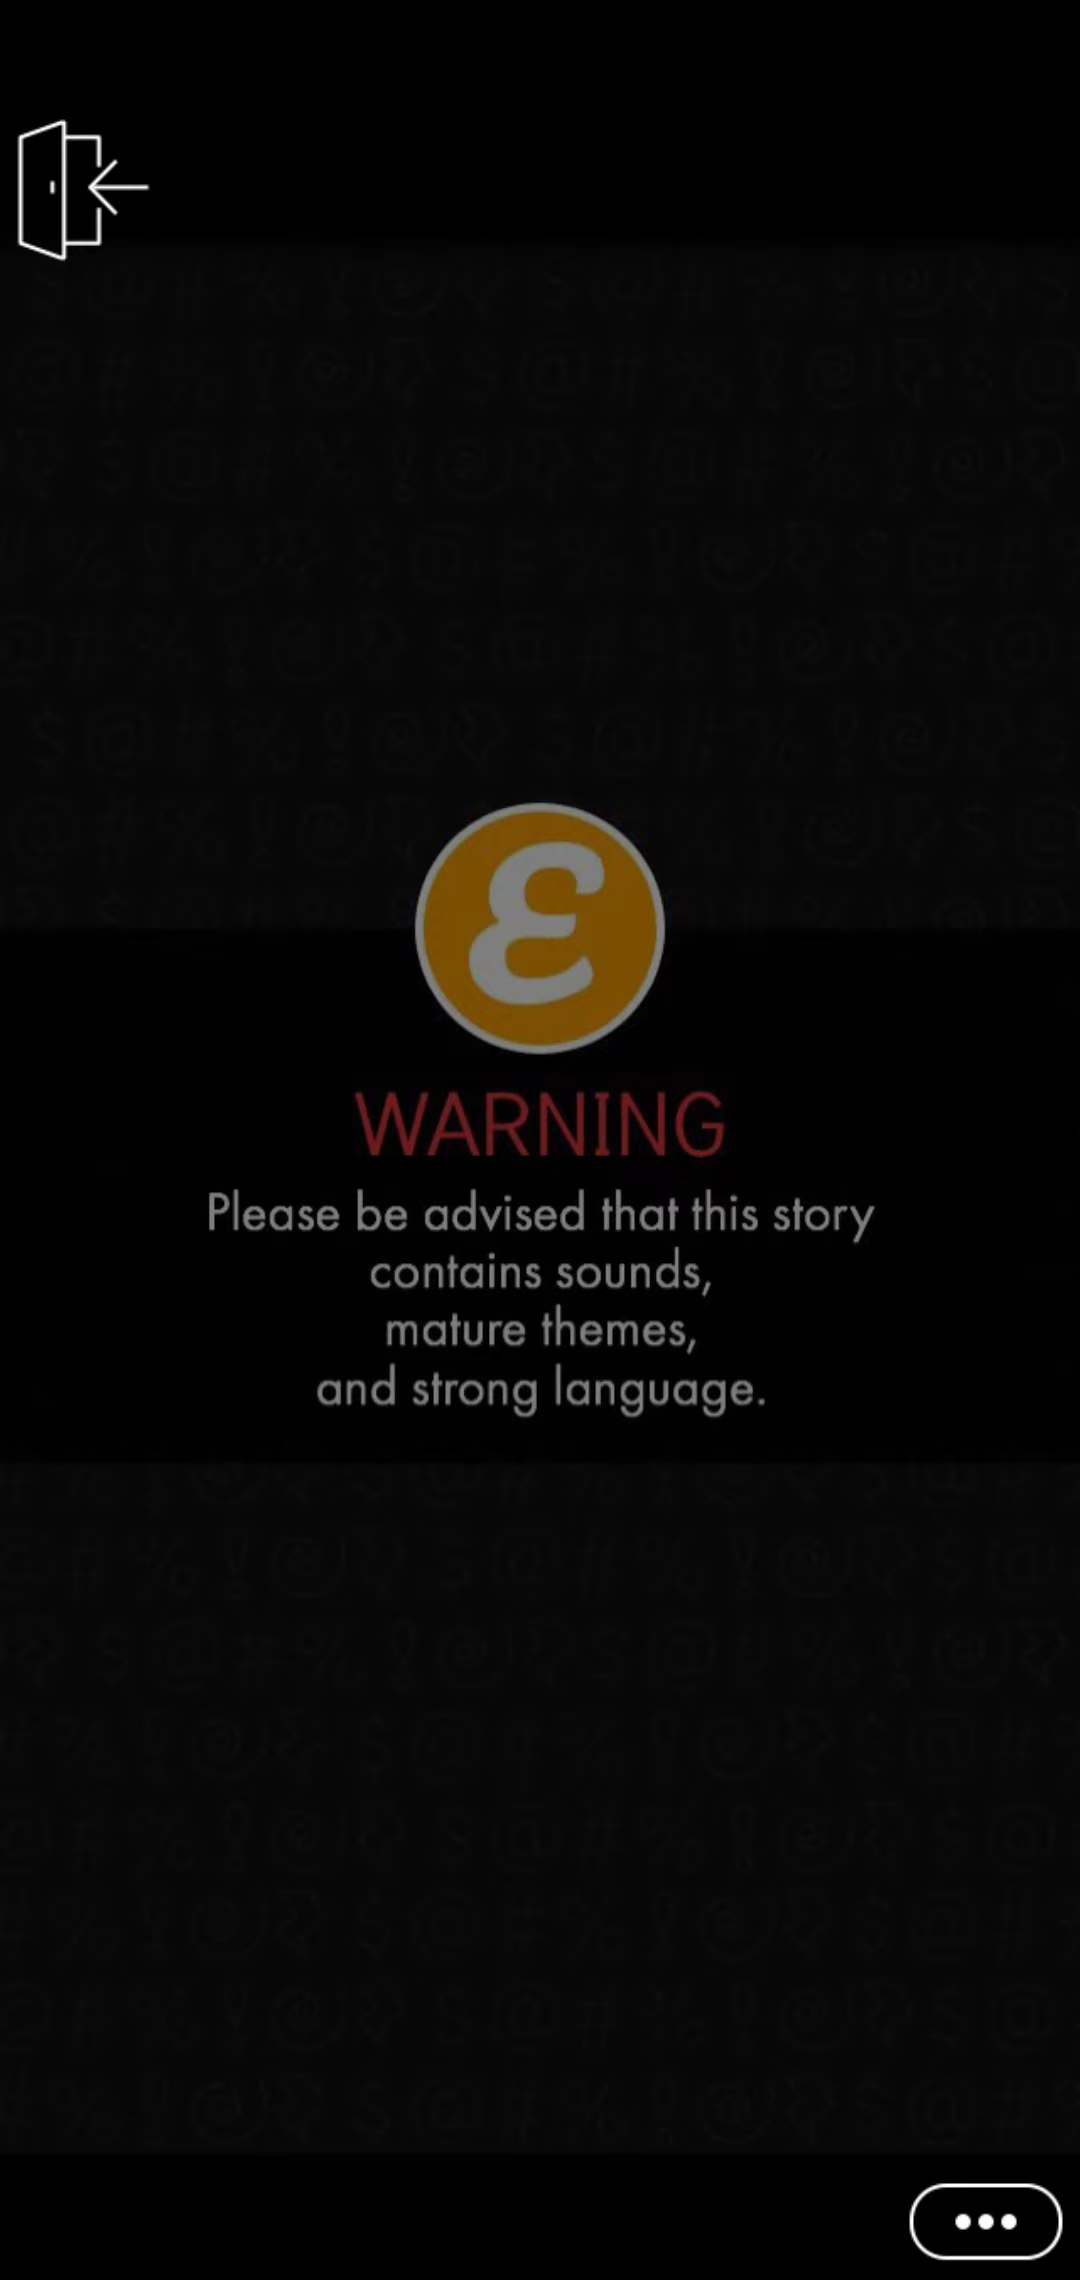 ε
WARNING
Please be advised that this story
contains sounds,
mature themes,
and strong language.